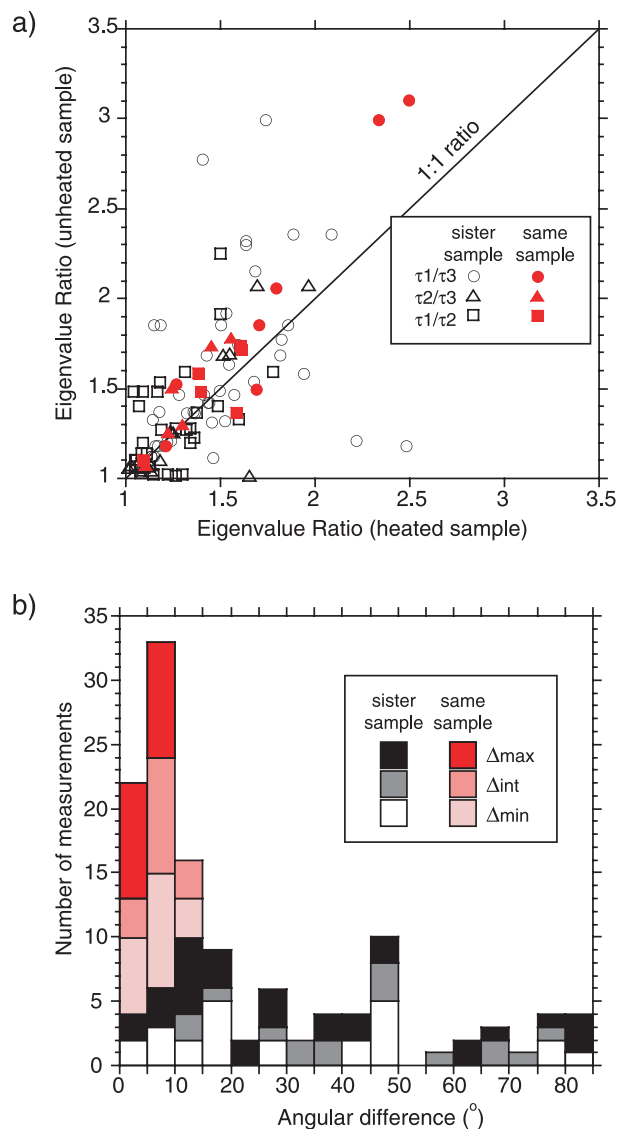 a)
3.5
3
2.5
2
1.5
1
Eigenvalue Ratio (unheated sample)
1:1 ratio
sister sample
same sample
τ1/τ3
τ2/τ3
τ1/τ2
1
1.5
2
2.5
3
3.5
Eigenvalue Ratio (heated sample)
b)
35
30
25
20
15
10
5
0
Number of measurements
sister sample
same sample
Δmax
Δint
Δmin
0
10
20
30
40
50
60
70
80
Angular difference (°)